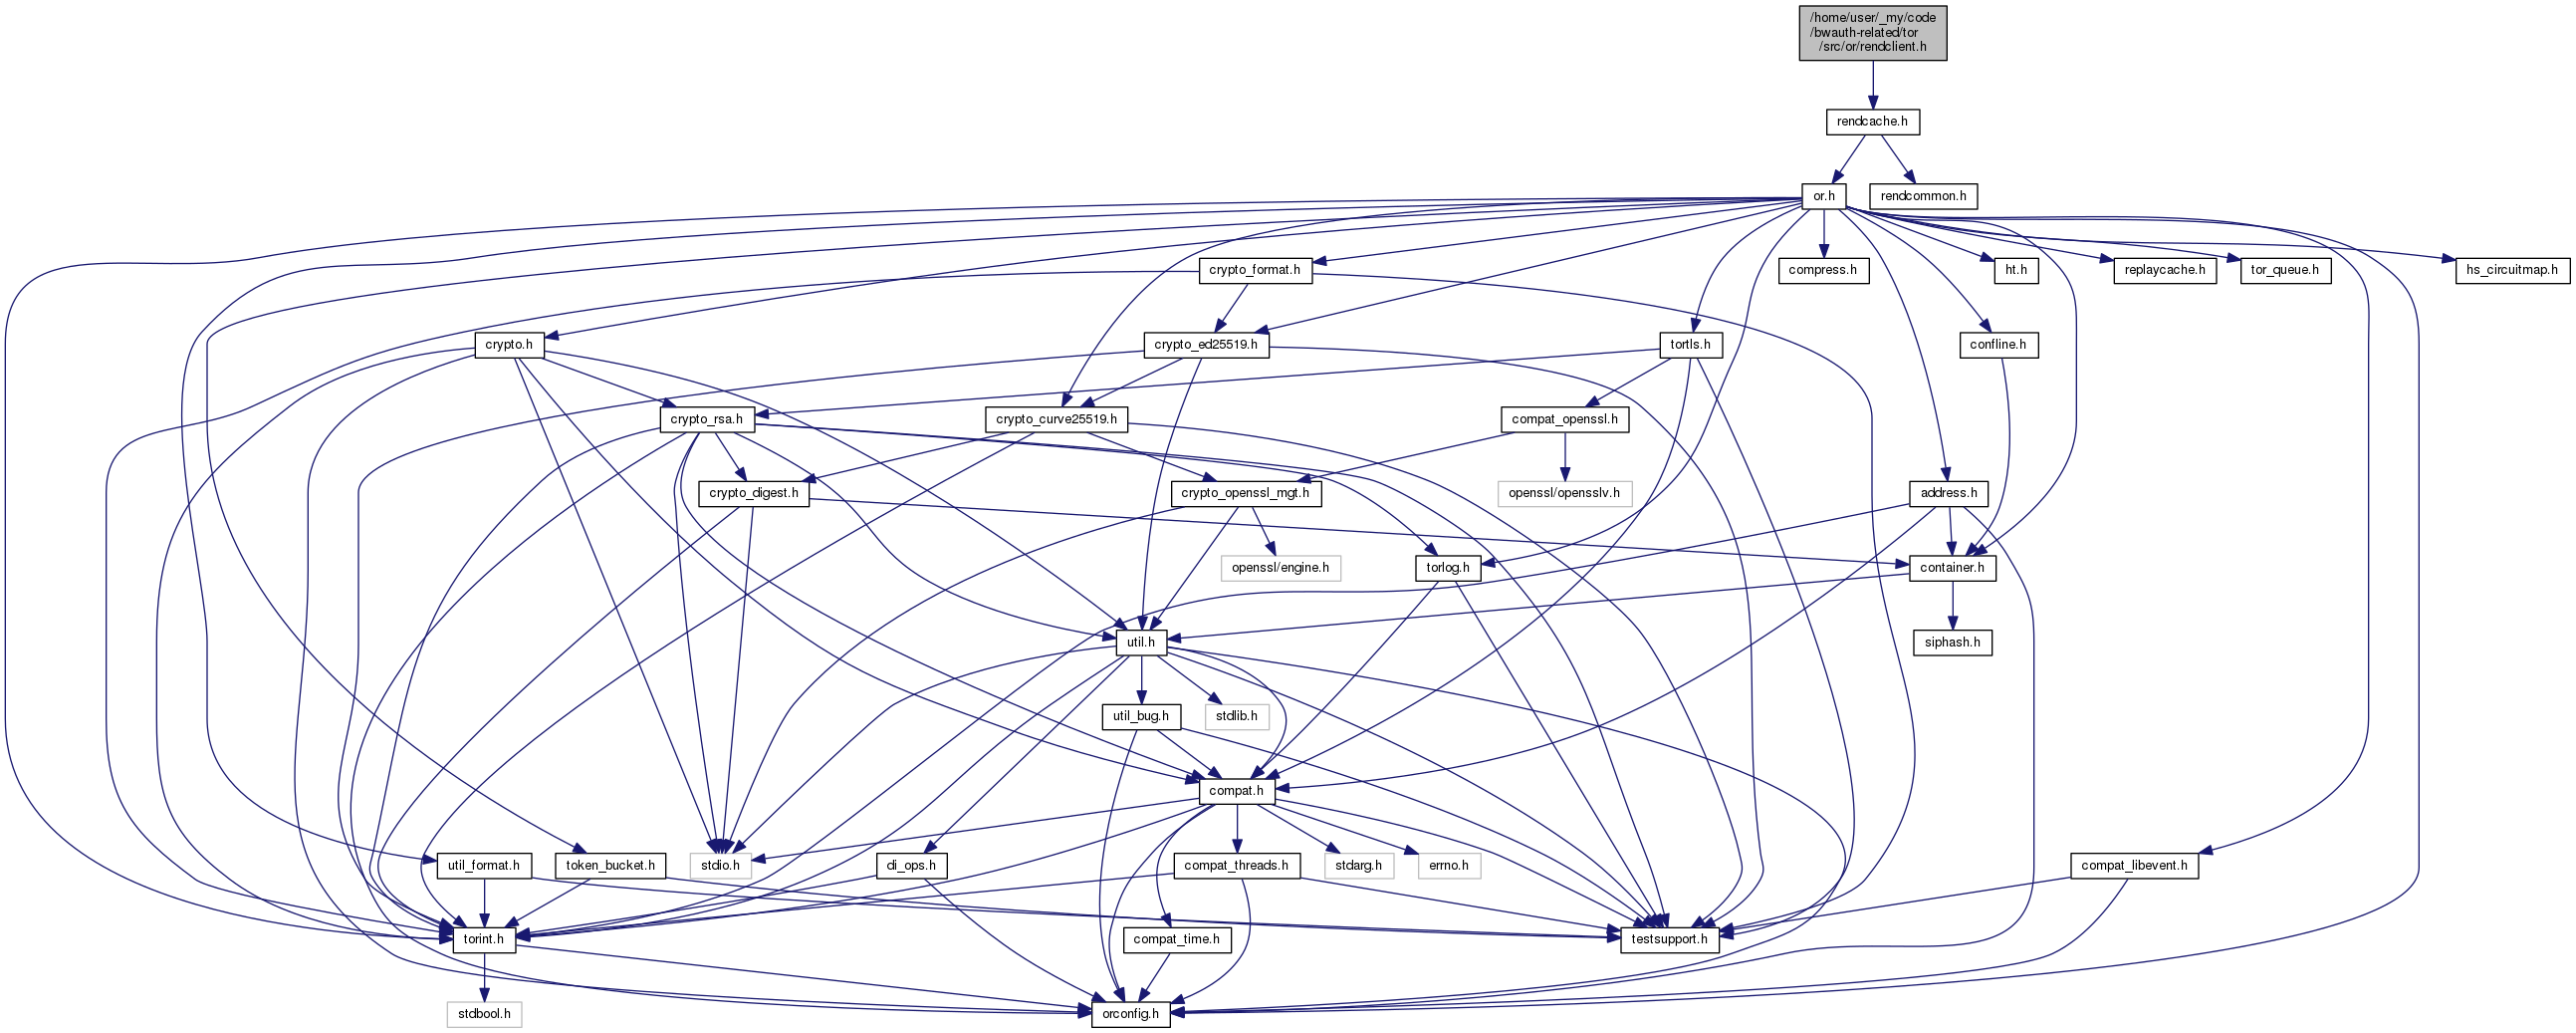 /home/user/_my/code
/bwauth-related/tor
/src/or/rendclient.h
rendcache.h
or.h
rendcommon.h
crypto_format.h
compress.h
ht.h
replaycache.h
tor_queue.h
hs_circuitmap.h
crypto.h
crypto_ed25519.h
tortls.h
confline.h
crypto_rsa.h
crypto_curve25519.h
compat_openssl.h
crypto_digest.h
crypto_openssl_mgt.h
openssl/opensslv.h
address.h
openssl/engine.h
torlog.h
container.h
util.h
siphash.h
util_bug.h
stdlib.h
compat.h
util_format.h
token_bucket.h
stdio.h
di_ops.h
compat_threads.h
stdarg.h
errno.h
compat_libevent.h
torint.h
compat_time.h
testsupport.h
stdbool.h
orconfig.h